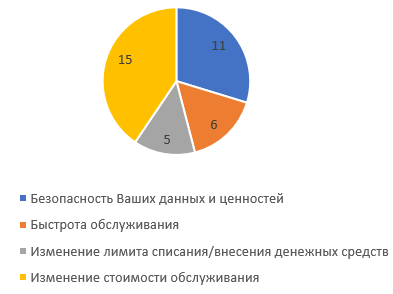 11
15
6
5
Безопасность Ваших данных и ценностей
Быстрота обслуживания
Изменение лимита списания/внесения денежных средств
Изменение стоимости обслуживания